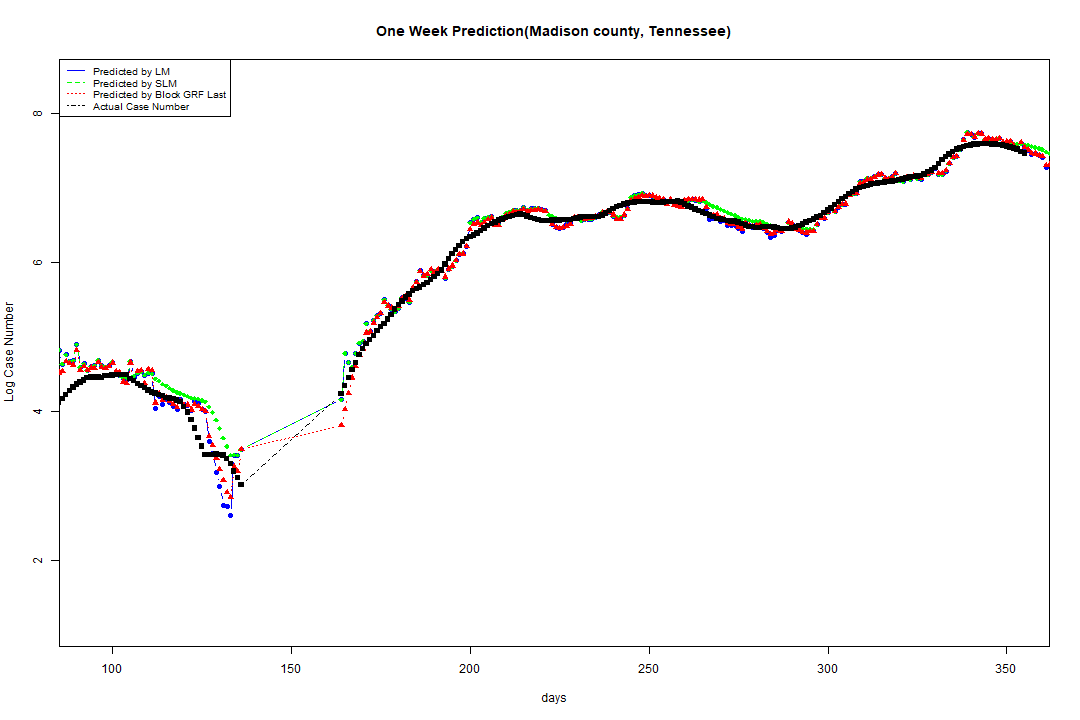 One Week Prediction(Madison county, Tennessee)
Predicted by LM
Predicted by SLM
Predicted by Block GRF Last
Actual Case Number
8
6
4
2
Log Case Number
100 150 200 250 300 350
days